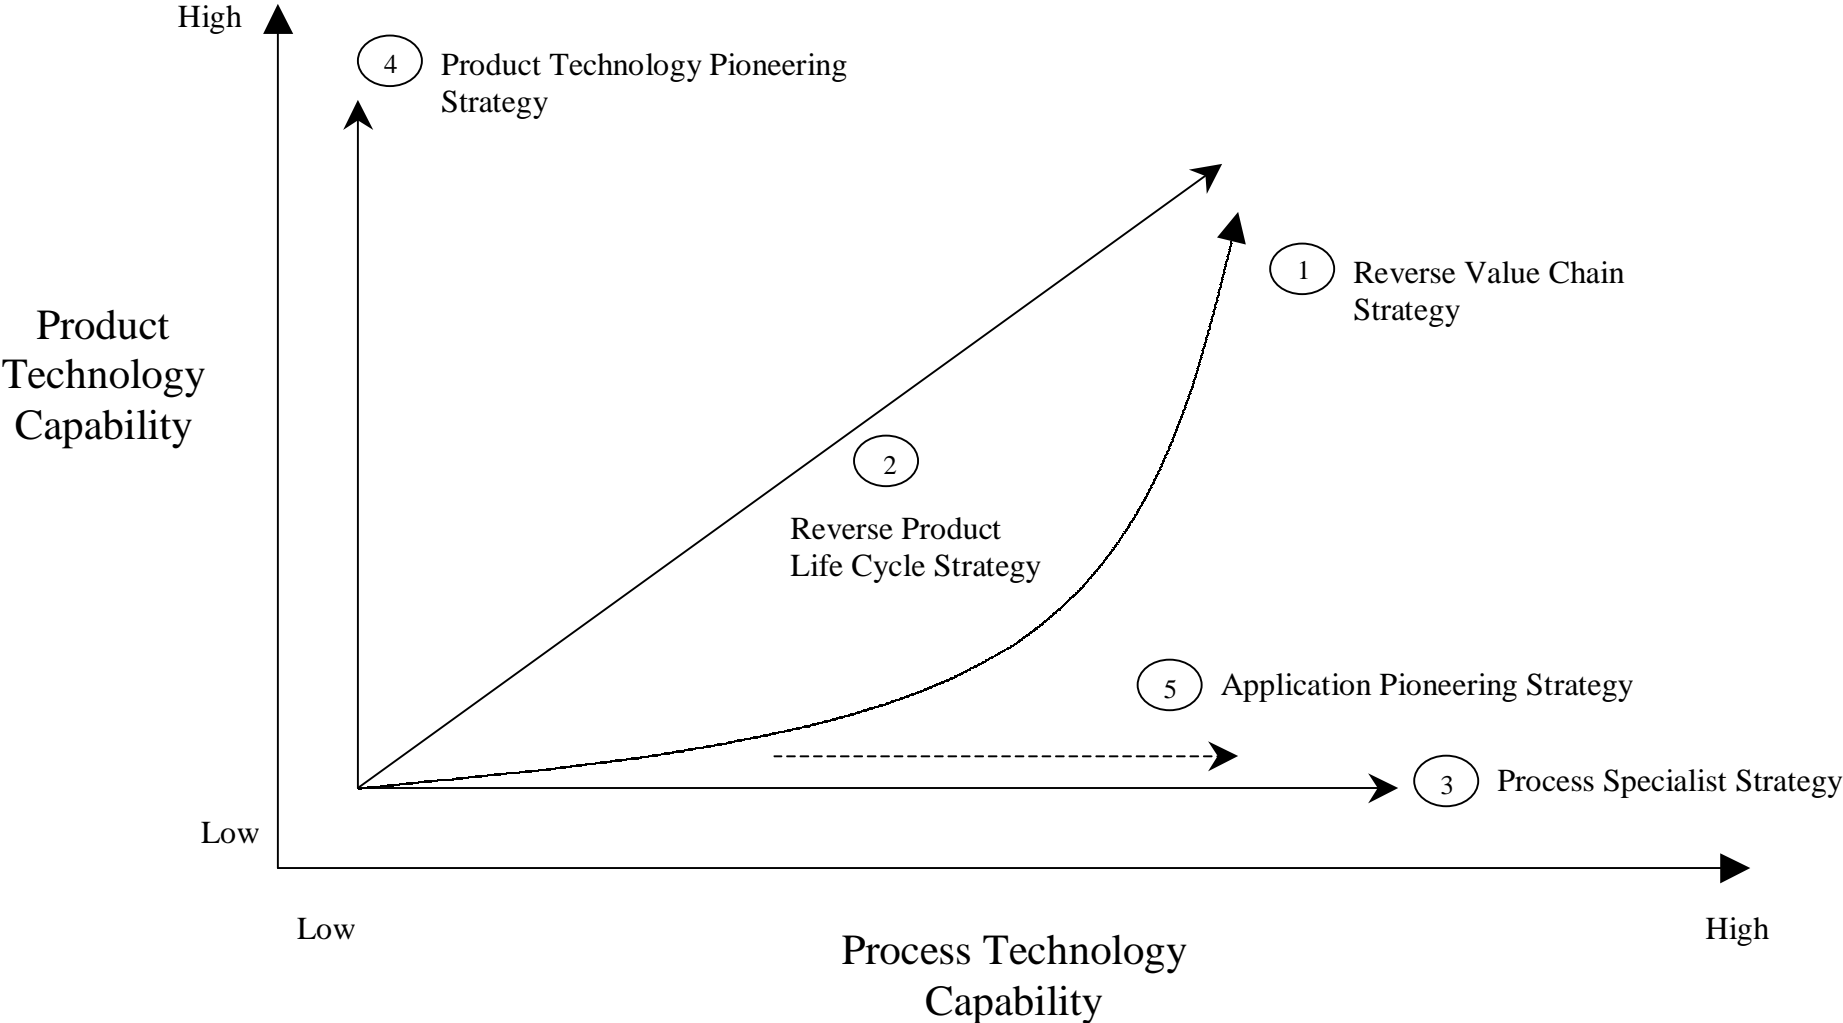 High
4
Product Technology Pioneering
Strategy
1
Reverse Value Chain
Strategy
Product
Technology
Capability
2
Reverse Product
Life Cycle Strategy
5
Application Pioneering Strategy
3
Process Specialist Strategy
Low
Low
High
Process Technology
Capability